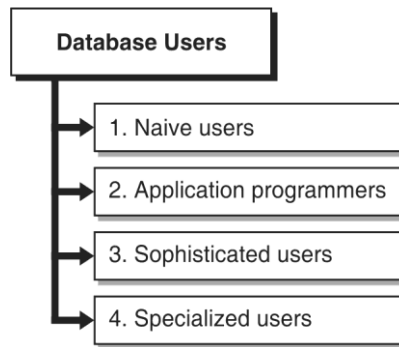 Database Users
1. Naive users
2. Application programmers
3. Sophisticated users
4. Specialized users